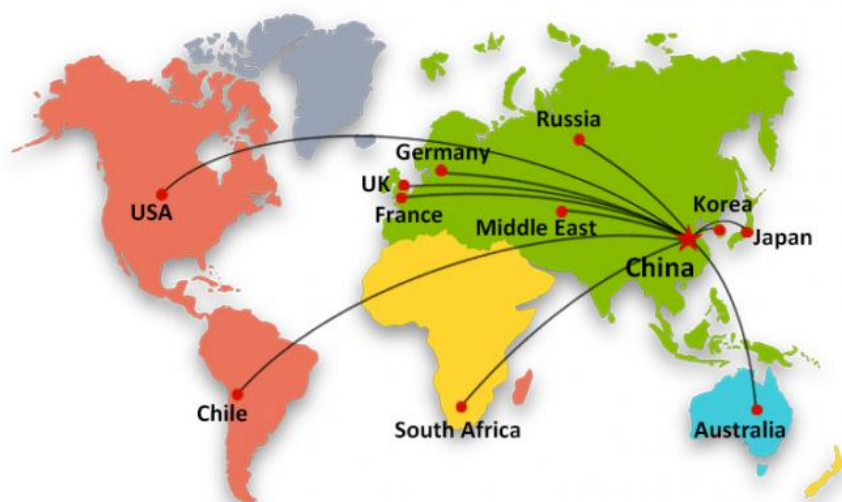 Russia
Germany
UK
USA
France
Middle East
Korea
Japan
China
Chile
South Africa
Australia